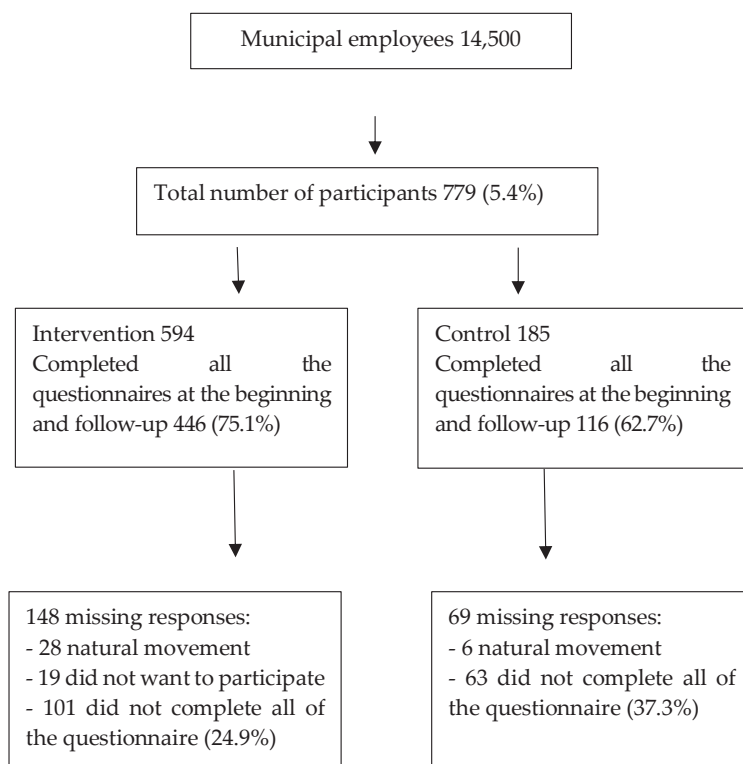 Municipal employees 14,500
Total number of participants 779 (5.4%)
Intervention 594
Completed all the
questionnaires at the beginning
and follow-up 446 (75.1%)
Control 185
Completed all the
questionnaires at the beginning
and follow-up 116 (62.7%)
148 missing responses:
- 28 natural movement
- 19 did not want to participate
- 101 did not complete all of
the questionnaire (24.9%)
69 missing responses:
- 6 natural movement
- 63 did not complete all of
the questionnaire (37.3%)